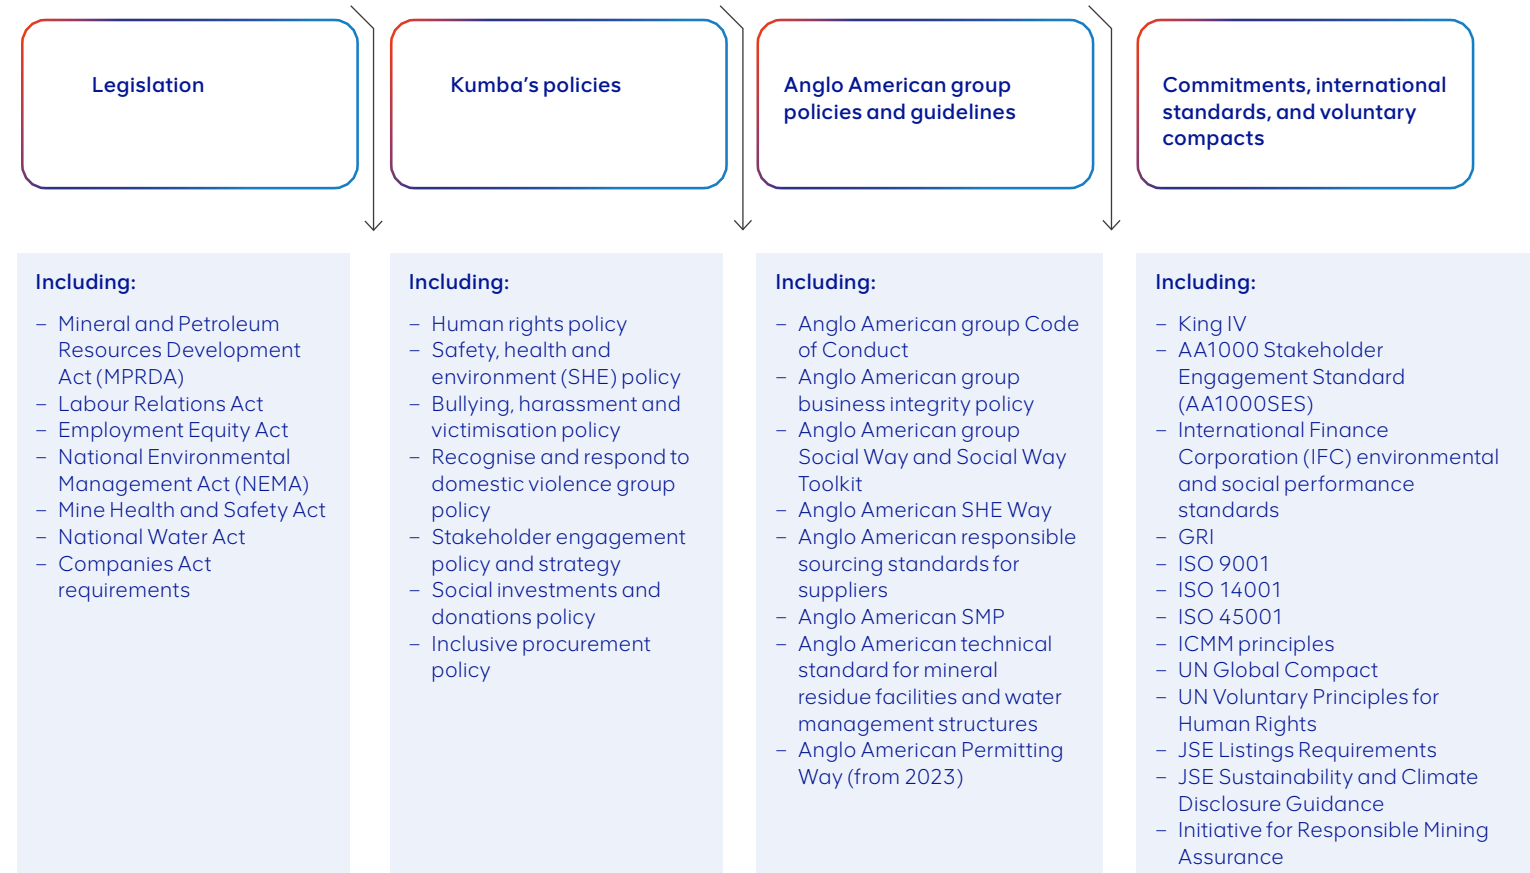 Legislation
Including:
– Mineral and Petroleum
Resources Development
Act (MPRDA)
– Labour Relations Act
– Employment Equity Act
– National Environmental
Management Act (NEMA)
– Mine Health and Safety Act
– National Water Act
– Companies Act
requirements
Kumba's policies
Including:
– Human rights policy
– Safety, health and
environment (SHE) policy
– Bullying, harassment and
victimisation policy
– Recognise and respond to
domestic violence group
policy
– Stakeholder engagement
policy and strategy
– Social investments and
donations policy
– Inclusive procurement
policy
Anglo American group
policies and guidelines
Including:
– Anglo American group Code
of Conduct
– Anglo American group
business integrity policy
– Anglo American group
Social Way and Social Way
Toolkit
– Anglo American SHE Way
– Anglo American responsible
sourcing standards for
suppliers
– Anglo American SMP
– Anglo American technical
standard for mineral
residue facilities and water
management structures
– Anglo American Permitting
Way (from 2023)
Commitments, international
standards, and voluntary
compacts
Including:
– King IV
– AA1000 Stakeholder
Engagement Standard
(AA1000SES)
– International Finance
Corporation (IFC) environmental
and social performance
standards
– GRI
– ISO 9001
– ISO 14001
– ISO 45001
– ICMM principles
– UN Global Compact
– UN Voluntary Principles for
Human Rights
– JSE Listings Requirements
– JSE Sustainability and Climate
Disclosure Guidance
– Initiative for Responsible Mining
Assurance